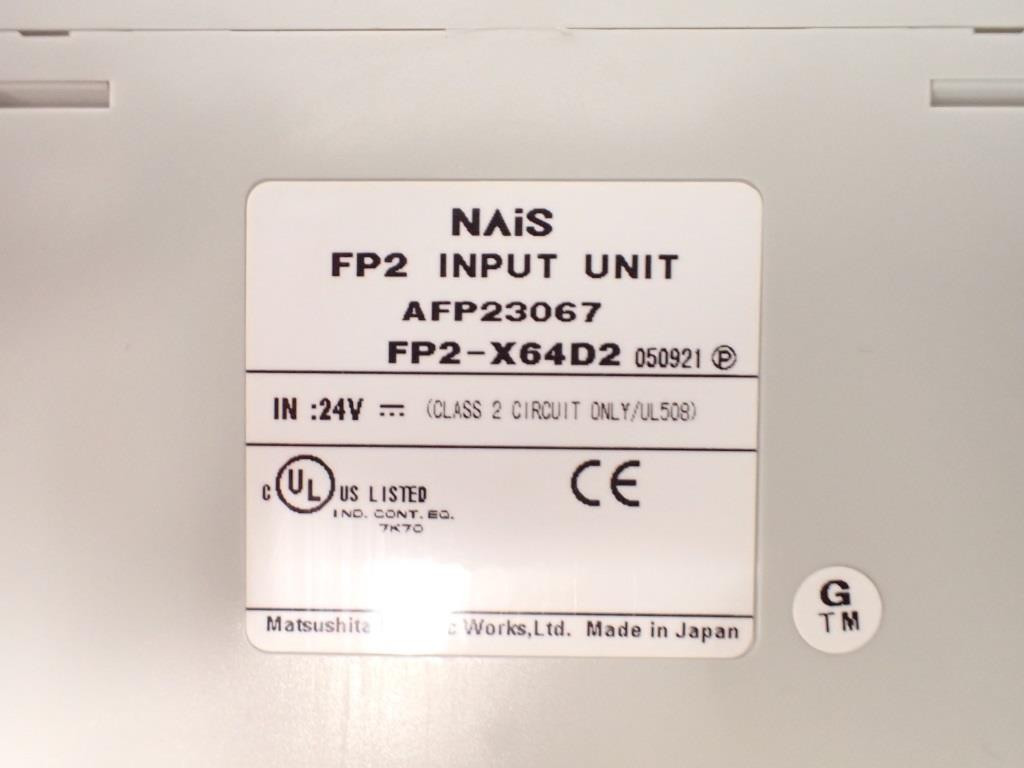 NAiS
FP2 INPUT UNIT
AFP23067
FP2-X64D2 050921 Ⓟ
IN :24V ⎓ (CLASS 2 CIRCUIT ONLY/UL508)
C UL US LISTED
IND. CONT. EQ.
7K70
CE
Matsushita Works,Ltd. Made in Japan
G
TM